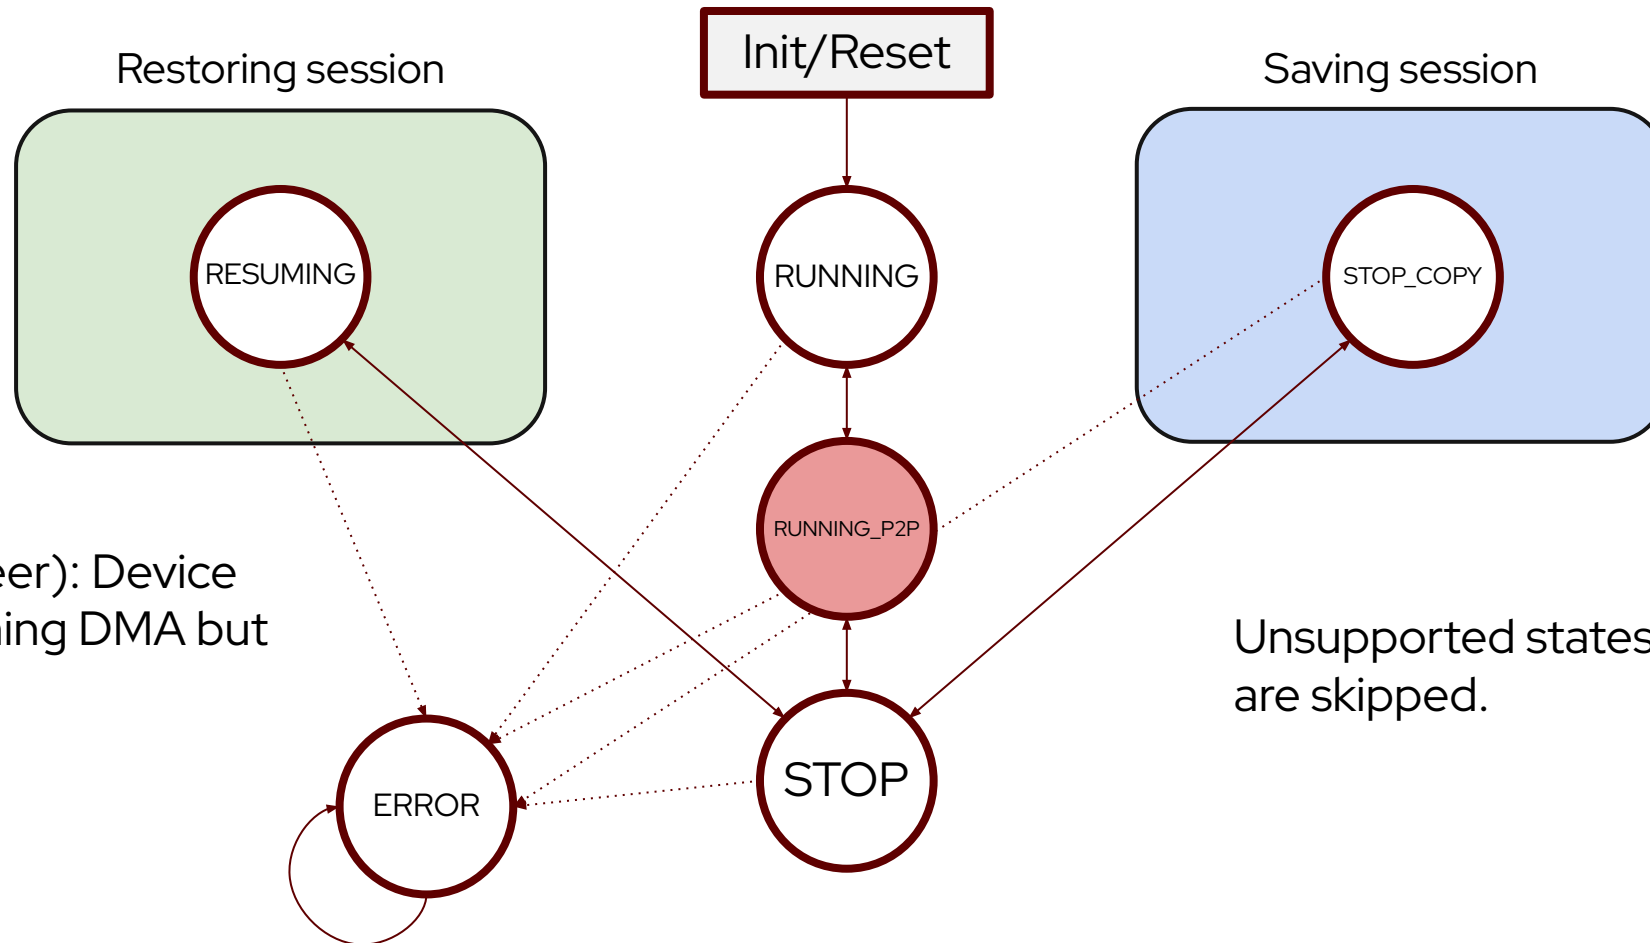 Init/Reset
Restoring session
Saving session
RESUMING
RUNNING
STOP_COPY
RUNNING_P2P
eer): Device
ing DMA but
Unsupported states
are skipped.
STOP
ERROR